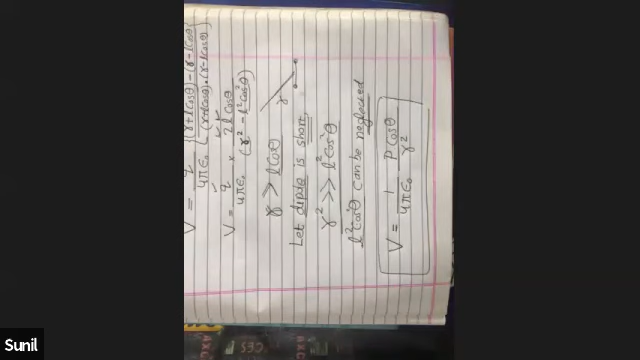 V = q/4πε₀ [(r+lcosθ)-(r-lcosθ)/(r+lcosθ)·(r-lcosθ)]
V = q/4πε₀ × 2lcosθ/(r² - l²cos²θ)
r > lcosθ
r
Let dipole is short,
r² >> l²cos²θ
l²cos²θ can be neglected
V = 1/4πε₀ Pcosθ/r²
Sunil